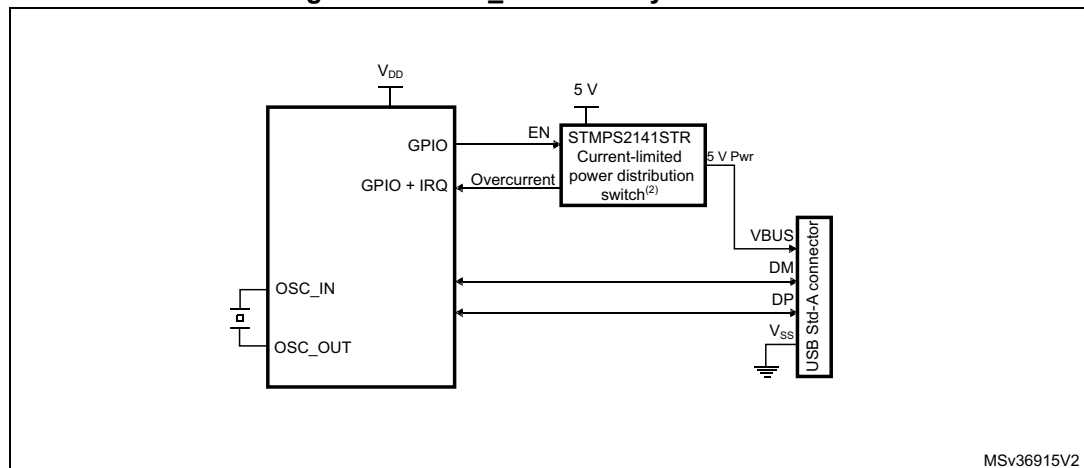 V_DD
5 V
GPIO
EN
STMPS2141STR
Current-limited
power distribution
switch(2)
5 V Pwr
GPIO + IRQ
Overcurrent
VBUS
DM
DP
V_SS
USB Std-A connector
OSC_IN
OSC_OUT
MSv36915V2